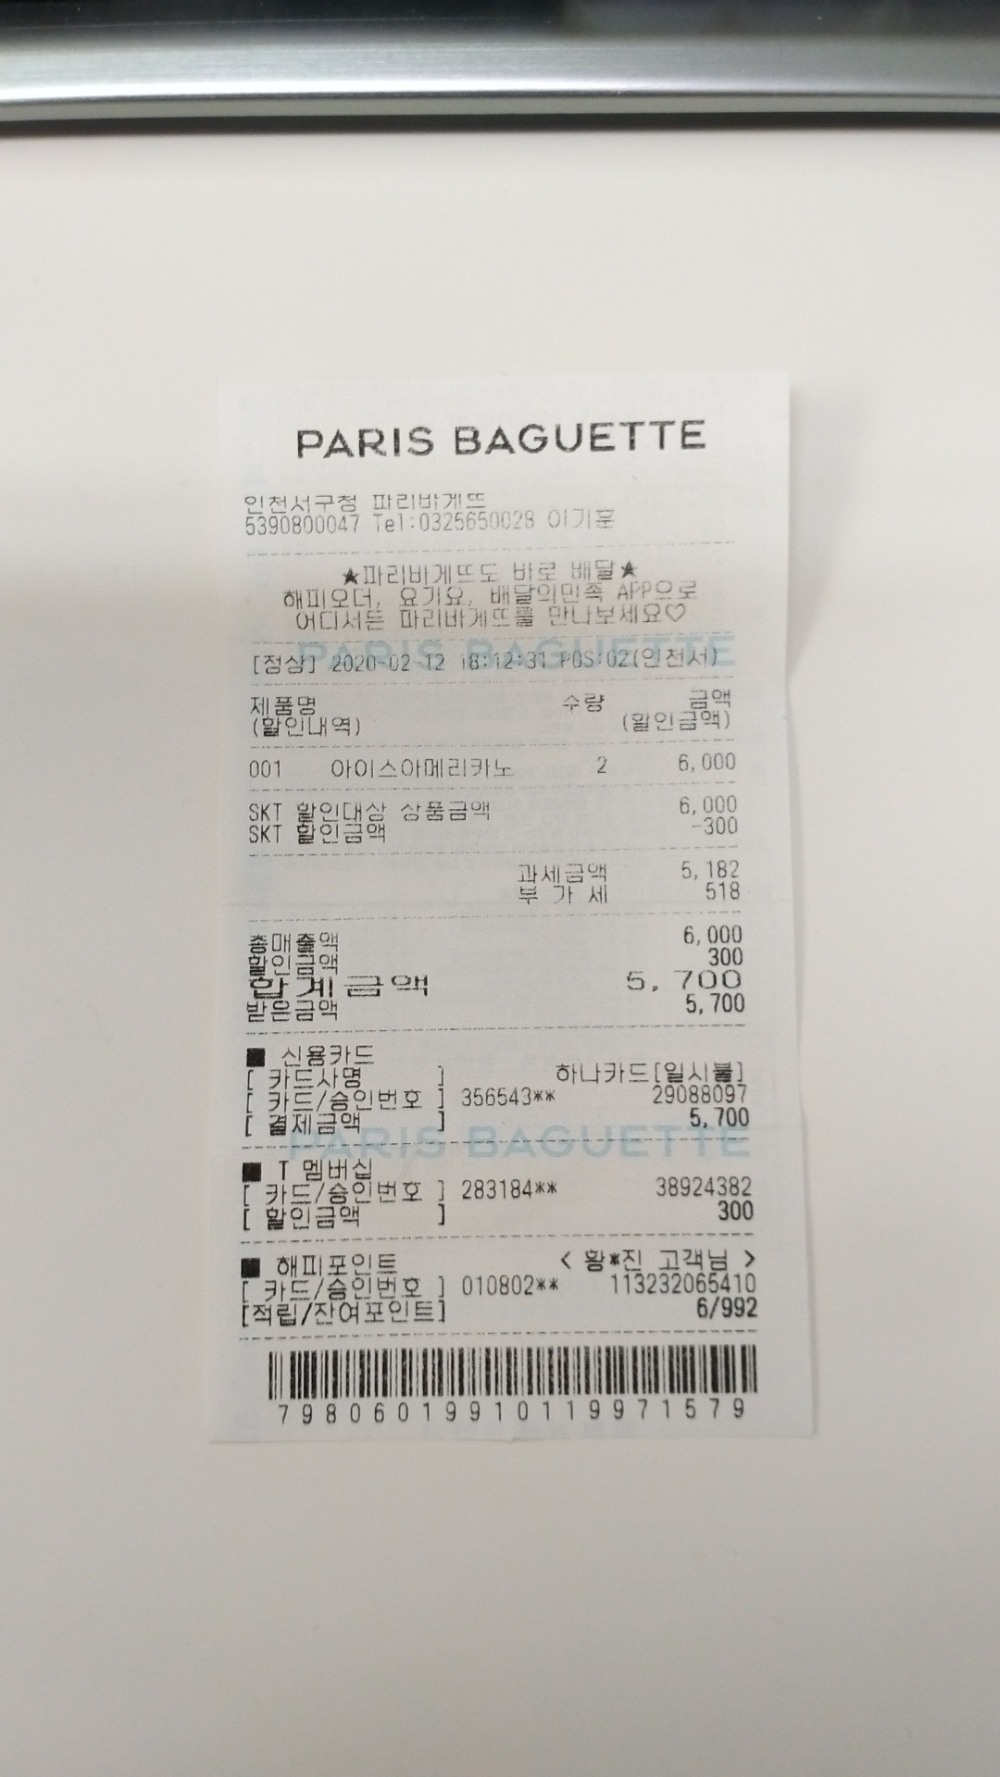 PARIS BAGUETTE
인천서구청 파리바게뜨
5390800047 Tel:0325650028 이기훈
★파리바게뜨도 바로 배달★
해피오더, 요기요, 배달의민족 APP으로
어디서든 파리바게뜨를 만나보세요♡
PARIS BAGUETTE
[정상] 2020-02-12 18:12:31 POS:02(인천서)
제품명 수량 금액
(할인내역) (할인금액)
001 아이스아메리카노 2 6,000
SKT 할인대상 상품금액 6,000
SKT 할인금액 -300
과세금액 5,182
부 가 세 518
총매출액 6,000
할인금액 300
합계금액 5,700
받은금액 5,700
■ 신용카드
[ 카드사명 ] 하나카드[일시불]
[ 카드/승인번호 ] 356543** 29088097
[ 결제금액 ] 5,700
PARIS BAGUETTE
■ T 멤버십
[ 카드/승인번호 ] 283184** 38924382
[ 할인금액 ] 300
■ 해피포인트 < 황*진 고객님 >
[ 카드/승인번호 ] 010802** 113232065410
[적립/잔여포인트] 6/992
79806019910119971579